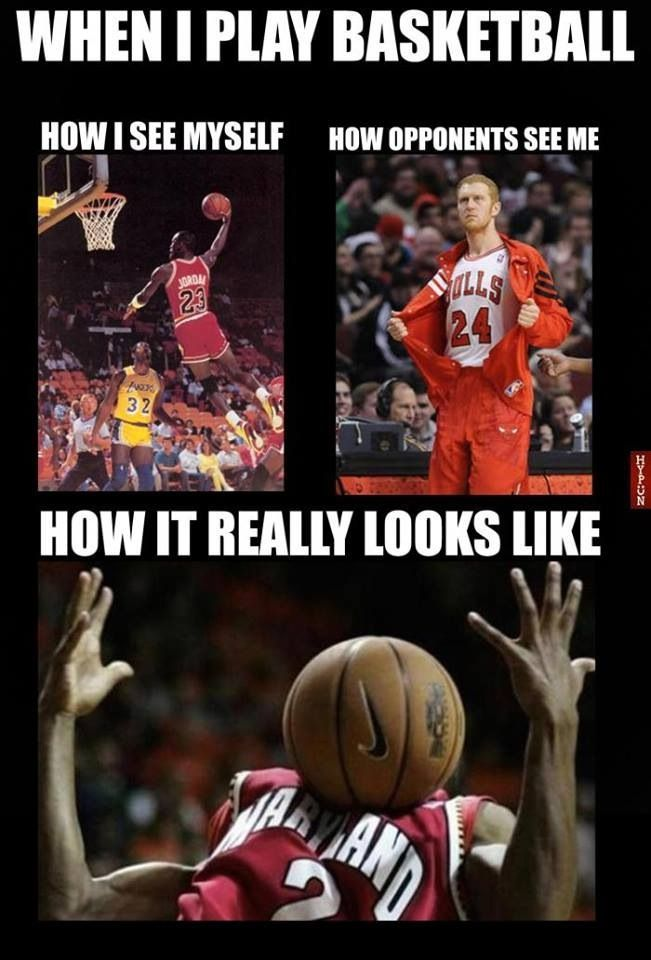 WHEN I PLAY BASKETBALL
HOW I SEE MYSELF
HOW OPPONENTS SEE ME
JORDAN
23
LAKERS
32
BULLS
24
HYPUN
HOW IT REALLY LOOKS LIKE
MARYLAND
2